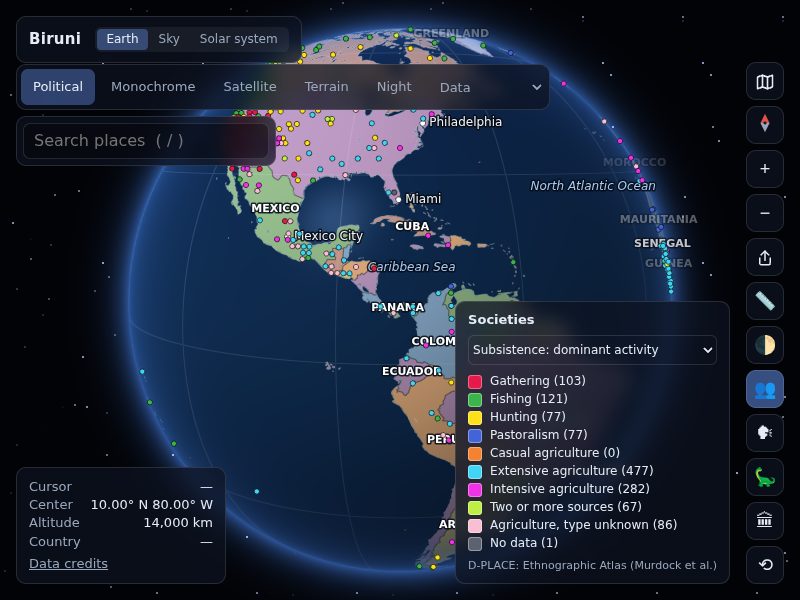 Biruni
Earth
Sky
Solar system
Political
Monochrome
Satellite
Terrain
Night
Data
Search places  ( / )
GREENLAND
Philadelphia
Miami
MEXICO
Mexico City
CUBA
Caribbean Sea
North Atlantic Ocean
MOROCCO
MAURITANIA
SENEGAL
GUINEA
PANAMA
COLOM
ECUADOR
PERU
AR
Societies
Subsistence: dominant activity
Gathering (103)
Fishing (121)
Hunting (77)
Pastoralism (77)
Casual agriculture (0)
Extensive agriculture (477)
Intensive agriculture (282)
Two or more sources (67)
Agriculture, type unknown (86)
No data (1)
D-PLACE: Ethnographic Atlas (Murdock et al.)
Cursor —
Center 10.00° N 80.00° W
Altitude 14,000 km
Country —
Data credits